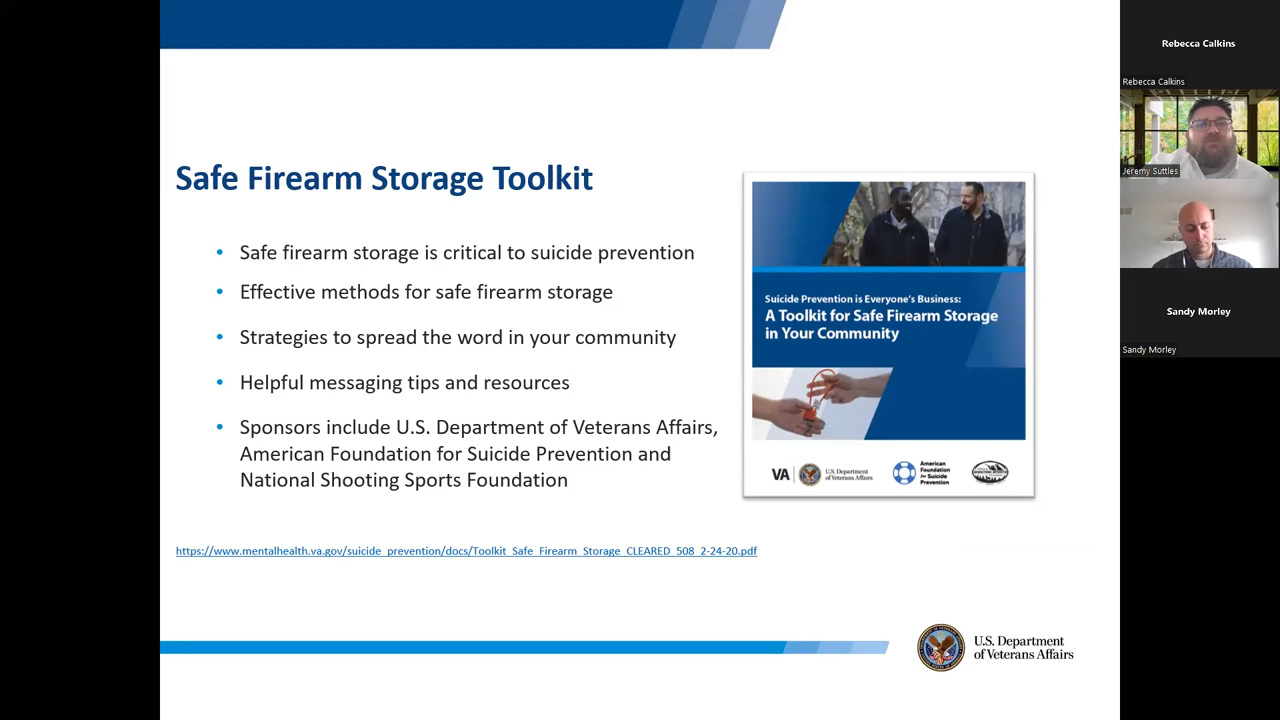 Safe Firearm Storage Toolkit
• Safe firearm storage is critical to suicide prevention
• Effective methods for safe firearm storage
• Strategies to spread the word in your community
• Helpful messaging tips and resources
• Sponsors include U.S. Department of Veterans Affairs,
American Foundation for Suicide Prevention and
National Shooting Sports Foundation
https://www.mentalhealth.va.gov/suicide_prevention/docs/Toolkit_Safe_Firearm_Storage_CLEARED_508_2-24-20.pdf
Suicide Prevention is Everyone's Business:
A Toolkit for Safe Firearm Storage
in Your Community
VA
U.S. Department
of Veterans Affairs
American
Foundation
for Suicide
Prevention
U.S. Department
of Veterans Affairs
Rebecca Calkins
Rebecca Calkins
Jeremy Suttles
Sandy Morley
Sandy Morley